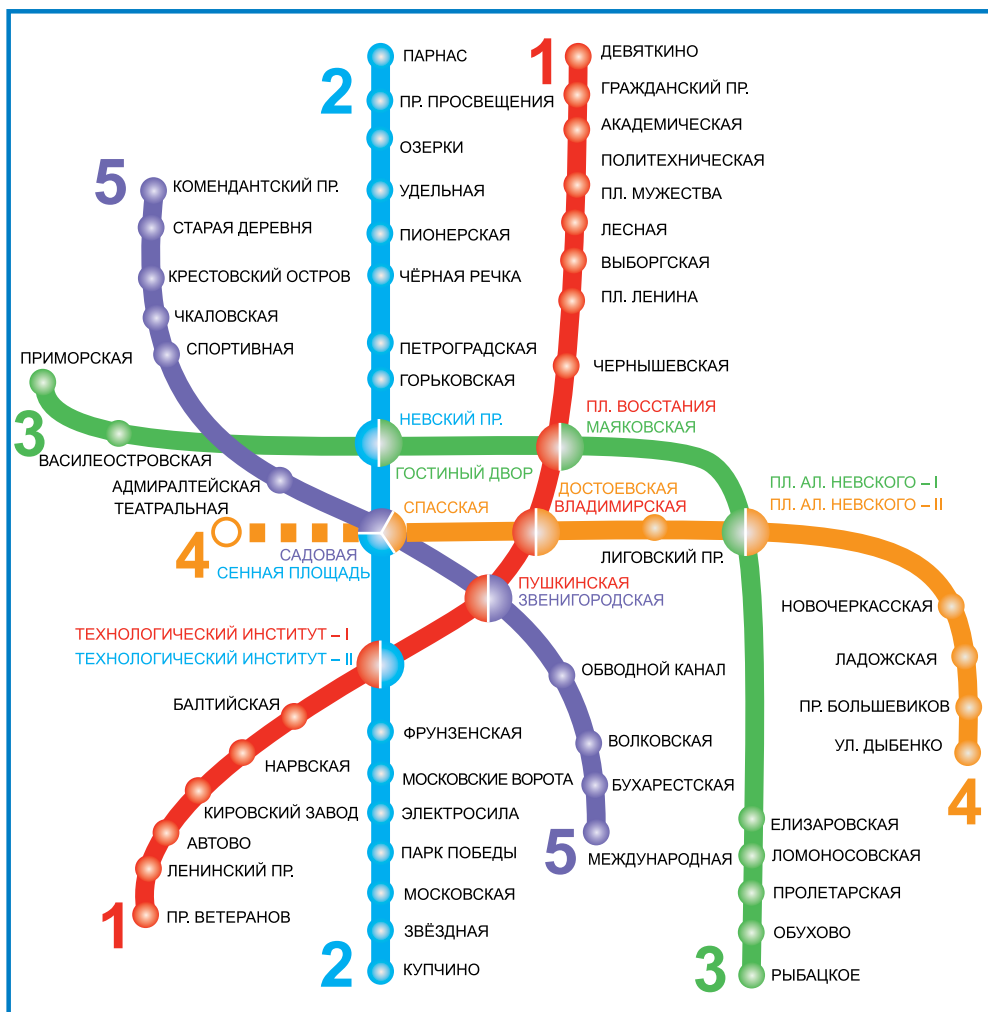 2
ПАРНАС
ПР. ПРОСВЕЩЕНИЯ
ОЗЕРКИ
УДЕЛЬНАЯ
ПИОНЕРСКАЯ
ЧЁРНАЯ РЕЧКА
ПЕТРОГРАДСКАЯ
ГОРЬКОВСКАЯ
НЕВСКИЙ ПР.
ГОСТИНЫЙ ДВОР
1
ДЕВЯТКИНО
ГРАЖДАНСКИЙ ПР.
АКАДЕМИЧЕСКАЯ
ПОЛИТЕХНИЧЕСКАЯ
ПЛ. МУЖЕСТВА
ЛЕСНАЯ
ВЫБОРГСКАЯ
ПЛ. ЛЕНИНА
ЧЕРНЫШЕВСКАЯ
ПЛ. ВОССТАНИЯ
МАЯКОВСКАЯ
5
КОМЕНДАНТСКИЙ ПР.
СТАРАЯ ДЕРЕВНЯ
КРЕСТОВСКИЙ ОСТРОВ
ЧКАЛОВСКАЯ
СПОРТИВНАЯ
ПРИМОРСКАЯ
3
ВАСИЛЕОСТРОВСКАЯ
АДМИРАЛТЕЙСКАЯ
ТЕАТРАЛЬНАЯ
4
СПАССКАЯ
САДОВАЯ
СЕННАЯ ПЛОЩАДЬ
ДОСТОЕВСКАЯ
ВЛАДИМИРСКАЯ
ЛИГОВСКИЙ ПР.
ПЛ. АЛ. НЕВСКОГО – I
ПЛ. АЛ. НЕВСКОГО – II
ПУШКИНСКАЯ
ЗВЕНИГОРОДСКАЯ
НОВОЧЕРКАССКАЯ
ЛАДОЖСКАЯ
ПР. БОЛЬШЕВИКОВ
УЛ. ДЫБЕНКО
4
ТЕХНОЛОГИЧЕСКИЙ ИНСТИТУТ – I
ТЕХНОЛОГИЧЕСКИЙ ИНСТИТУТ – II
БАЛТИЙСКАЯ
НАРВСКАЯ
КИРОВСКИЙ ЗАВОД
АВТОВО
ЛЕНИНСКИЙ ПР.
ПР. ВЕТЕРАНОВ
1
ФРУНЗЕНСКАЯ
МОСКОВСКИЕ ВОРОТА
ЭЛЕКТРОСИЛА
ПАРК ПОБЕДЫ
МОСКОВСКАЯ
ЗВЁЗДНАЯ
КУПЧИНО
2
ОБВОДНОЙ КАНАЛ
ВОЛКОВСКАЯ
БУХАРЕСТСКАЯ
МЕЖДУНАРОДНАЯ
5
ЕЛИЗАРОВСКАЯ
ЛОМОНОСОВСКАЯ
ПРОЛЕТАРСКАЯ
ОБУХОВО
РЫБАЦКОЕ
3